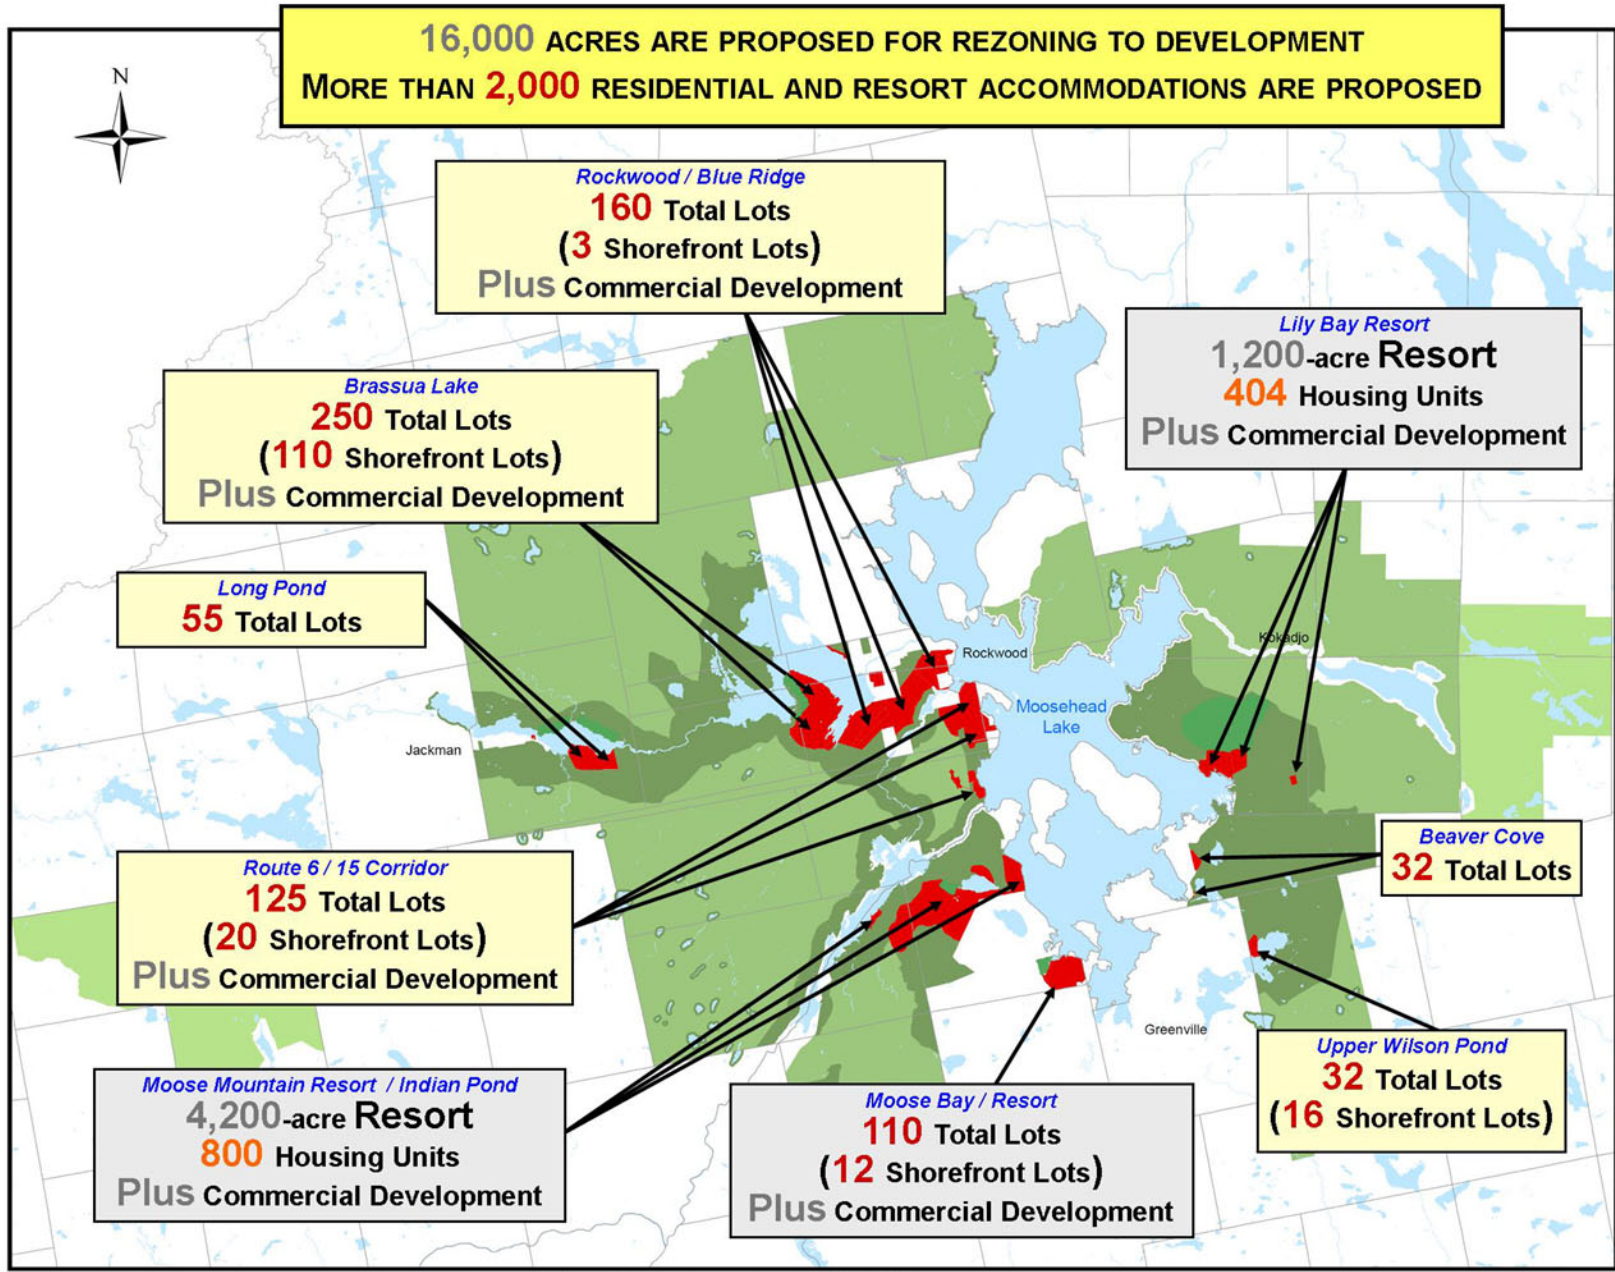 16,000 ACRES ARE PROPOSED FOR REZONING TO DEVELOPMENT
MORE THAN 2,000 RESIDENTIAL AND RESORT ACCOMMODATIONS ARE PROPOSED
N
Rockwood / Blue Ridge
160 Total Lots
(3 Shorefront Lots)
Plus Commercial Development
Lily Bay Resort
1,200-acre Resort
404 Housing Units
Plus Commercial Development
Brassua Lake
250 Total Lots
(110 Shorefront Lots)
Plus Commercial Development
Long Pond
55 Total Lots
Kokadjo
Rockwood
Moosehead
Lake
Jackman
Beaver Cove
32 Total Lots
Route 6 / 15 Corridor
125 Total Lots
(20 Shorefront Lots)
Plus Commercial Development
Greenville
Upper Wilson Pond
32 Total Lots
(16 Shorefront Lots)
Moose Mountain Resort / Indian Pond
4,200-acre Resort
800 Housing Units
Plus Commercial Development
Moose Bay / Resort
110 Total Lots
(12 Shorefront Lots)
Plus Commercial Development